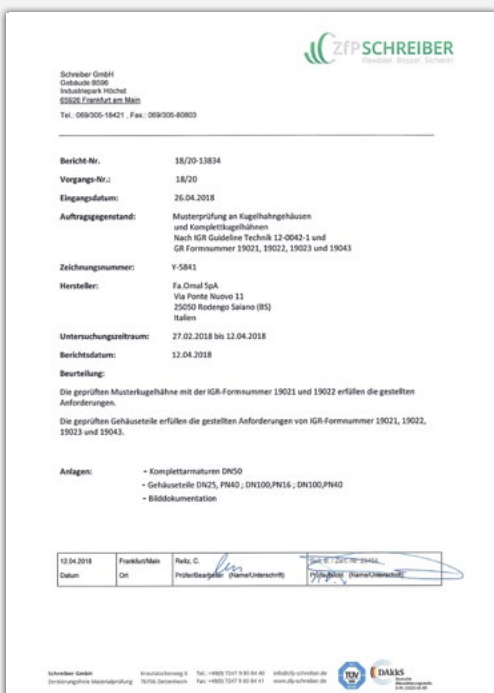 ZfP SCHREIBER
Flexibler. Besser. Sicherer
Schreiber GmbH
Gebäude B596
Industriepark Höchst
65926 Frankfurt am Main
Tel.: 069/305-18421 , Fax.: 069/305-80803
Bericht-Nr. 18/20-13834
Vorgangs-Nr.: 18/20
Eingangsdatum: 26.04.2018
Auftragsgegenstand: Musterprüfung an Kugelhahngehäusen
und Komplettkugelhähnen
Nach IGR Guideline Technik 12-0042-1 und
GR Formnummer 19021, 19022, 19023 und 19043
Zeichnungsnummer: Y-5841
Hersteller: Fa.Omal SpA
Via Ponte Nuovo 11
25050 Rodengo Saiano (BS)
Italien
Untersuchungszeitraum: 27.02.2018 bis 12.04.2018
Berichtsdatum: 12.04.2018
Beurteilung:
Die geprüften Musterkugelhähne mit der IGR-Formnummer 19021 und 19022 erfüllen die gestellten
Anforderungen.
Die geprüften Gehäuseteile erfüllen die gestellten Anforderungen von IGR-Formnummer 19021, 19022,
19023 und 19043.
Anlagen: - Komplettarmaturen DN50
- Gehäuseteile DN25, PN40 ; DN100,PN16 ; DN100,PN40
- Bilddokumentation
12.04.2018 Frankfurt/Main Reitz, C.
Datum Ort Prüfer/Bearbeiter (Name/Unterschrift) (Name/Unterschrift)
Schreiber GmbH
Zerstörungsfreie Materialprüfung
www.zfp-schreiber.de
TÜV
DAkkS
Deutsche
Akkreditierungsstelle